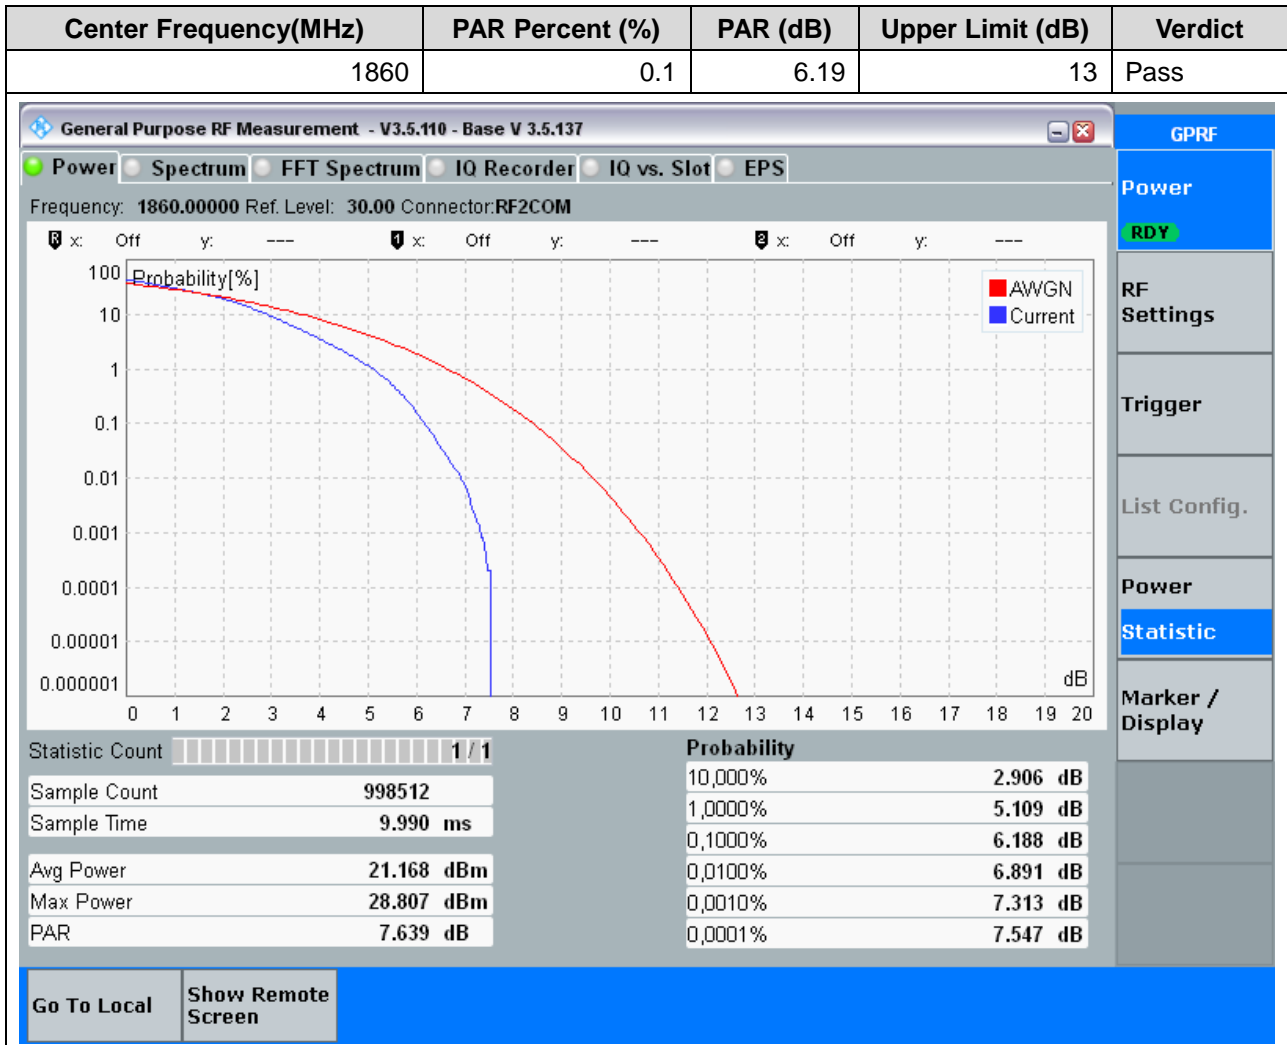 Center Frequency(MHz) PAR Percent (%) PAR (dB) Upper Limit (dB) Verdict
1860 0.1 6.19 13 Pass
General Purpose RF Measurement - V3.5.110 - Base V 3.5.137
GPRF
Power Spectrum FFT Spectrum IQ Recorder IQ vs. Slot EPS
Frequency: 1860.00000 Ref. Level: 30.00 Connector:RF2COM
R x: Off y: --- 1 x: Off y: --- 2 x: Off y: ---
Power
RDY
RF
Settings
Trigger
List Config.
Power
Statistic
Marker /
Display
Probability[%]
AWGN
Current
100
10
1
0.1
0.01
0.001
0.0001
0.00001
0.000001
dB
0 1 2 3 4 5 6 7 8 9 10 11 12 13 14 15 16 17 18 19 20
Statistic Count 1 / 1
Sample Count 998512
Sample Time 9.990 ms
Avg Power 21.168 dBm
Max Power 28.807 dBm
PAR 7.639 dB
Probability
10,000% 2.906 dB
1,0000% 5.109 dB
0,1000% 6.188 dB
0,0100% 6.891 dB
0,0010% 7.313 dB
0,0001% 7.547 dB
Go To Local
Show Remote
Screen